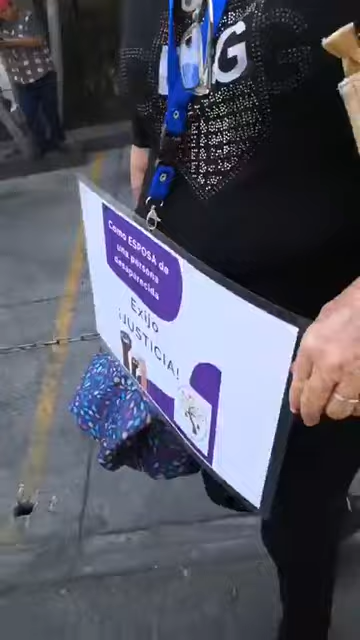 G
Como ESPOSA de
una persona
desaparecida
Exijo
¡JUSTICIA!